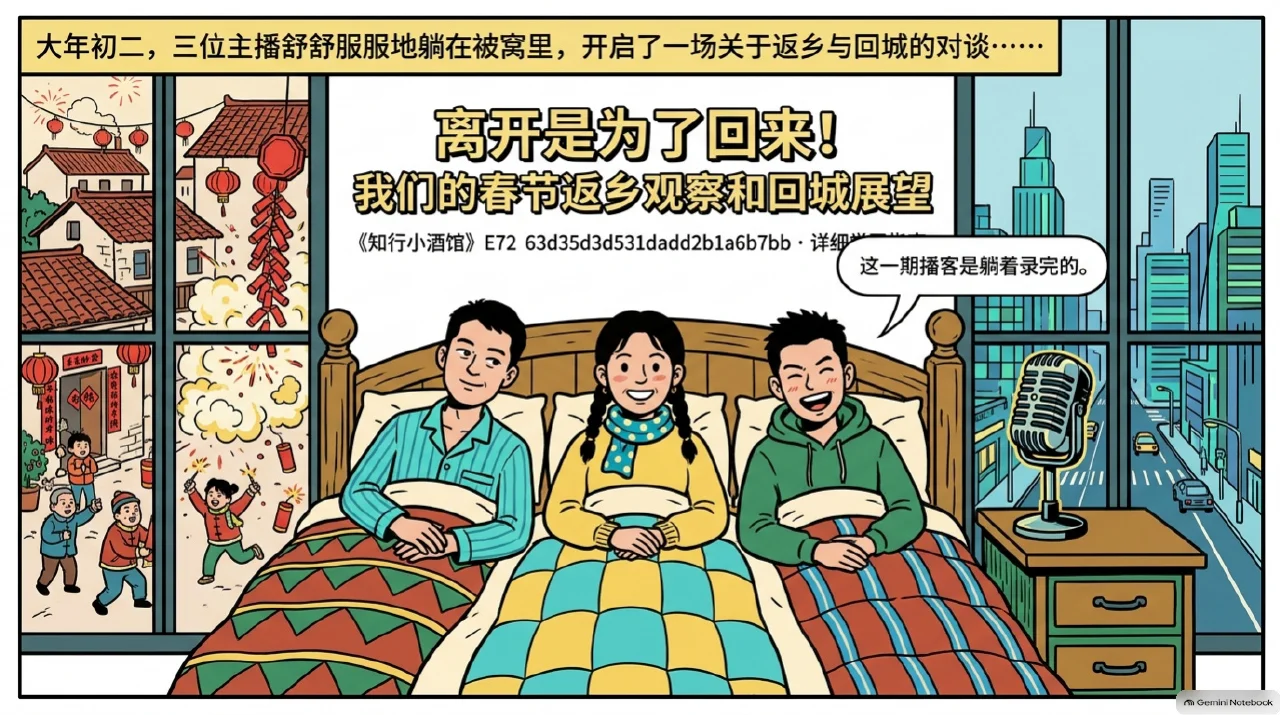 大年初二，三位主播舒舒服服地躺在被窝里，开启了一场关于返乡与回城的对谈……
离开是为了回来！
我们的春节返乡观察和回城展望
《知行小酒馆》E72 63d35d3d531dadd2b1a6b7bb · 详细
这一期播客是躺着录完的。
Gemini Notebook